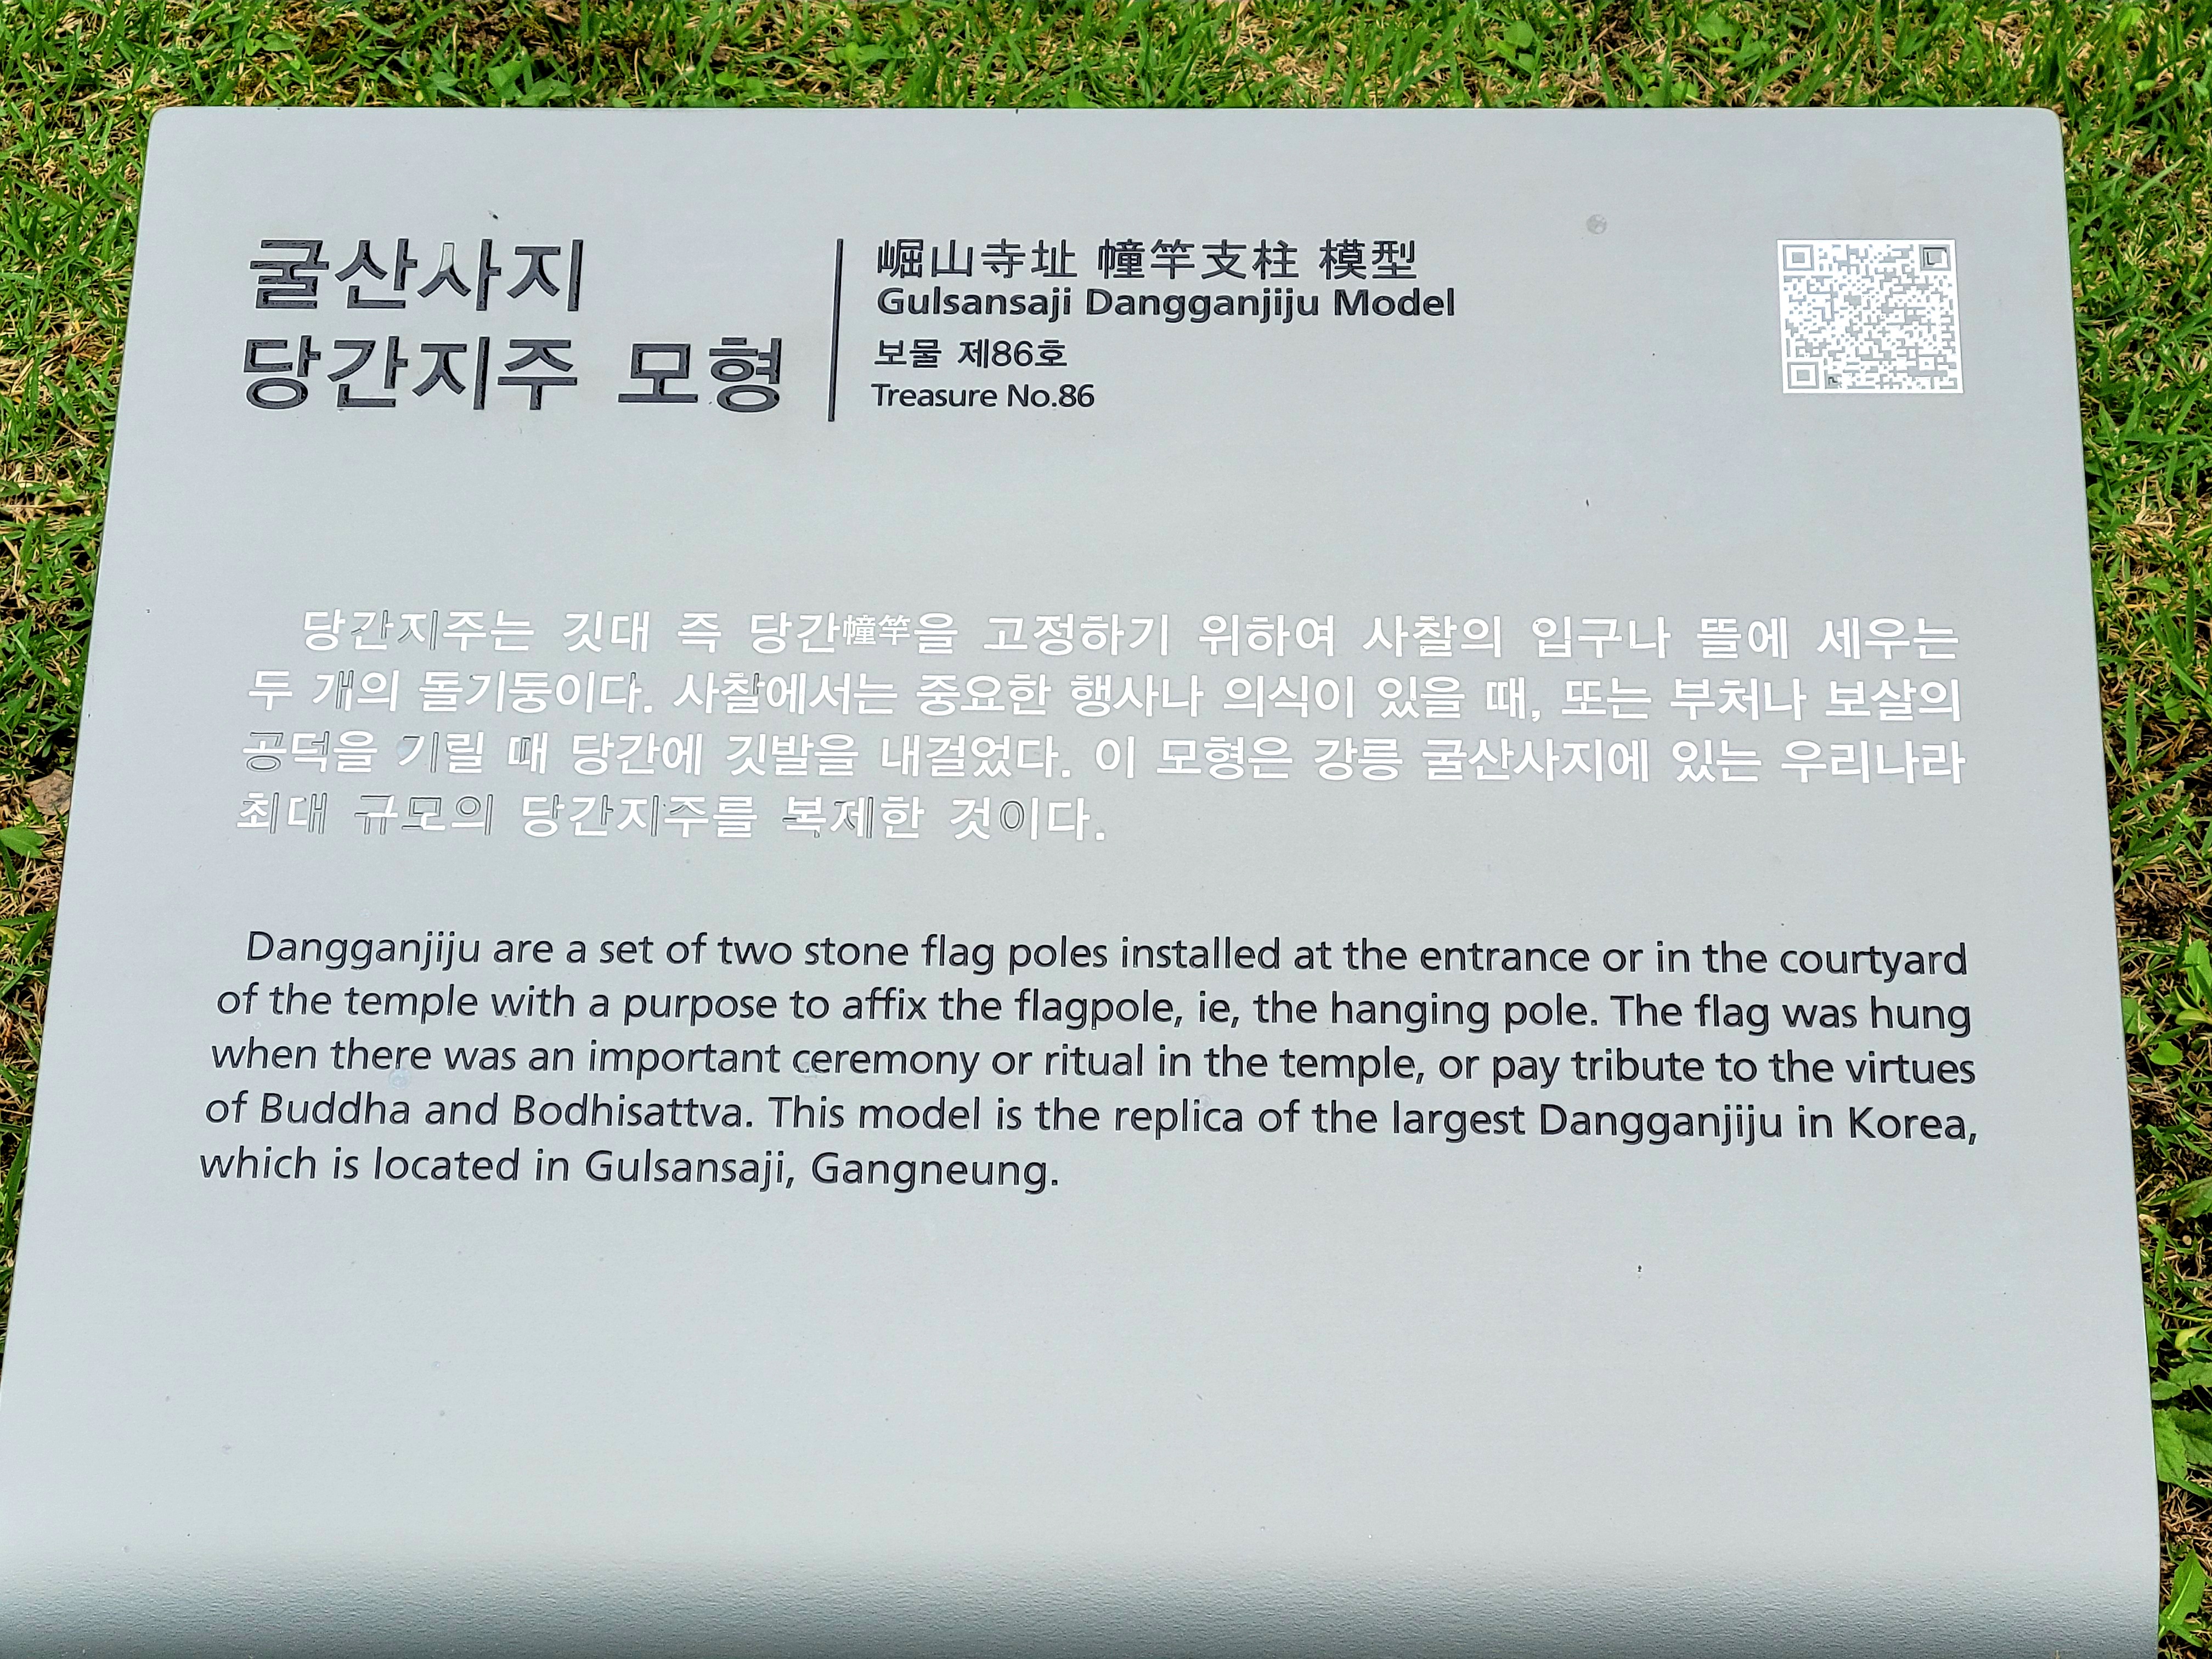 굴산사지
당간지주 모형
崛山寺址 幢竿支柱 模型
Gulsansaji Dangganjiju Model
보물 제86호
Treasure No.86
당간지주는 깃대 즉 당간幢竿을 고정하기 위하여 사찰의 입구나 뜰에 세우는
두 개의 돌기둥이다. 사찰에서는 중요한 행사나 의식이 있을 때, 또는 부처나 보살의
공덕을 기릴 때 당간에 깃발을 내걸었다. 이 모형은 강릉 굴산사지에 있는 우리나라
최대 규모의 당간지주를 복제한 것이다.
Dangganjiju are a set of two stone flag poles installed at the entrance or in the courtyard
of the temple with a purpose to affix the flagpole, ie, the hanging pole. The flag was hung
when there was an important ceremony or ritual in the temple, or pay tribute to the virtues
of Buddha and Bodhisattva. This model is the replica of the largest Dangganjiju in Korea,
which is located in Gulsansaji, Gangneung.